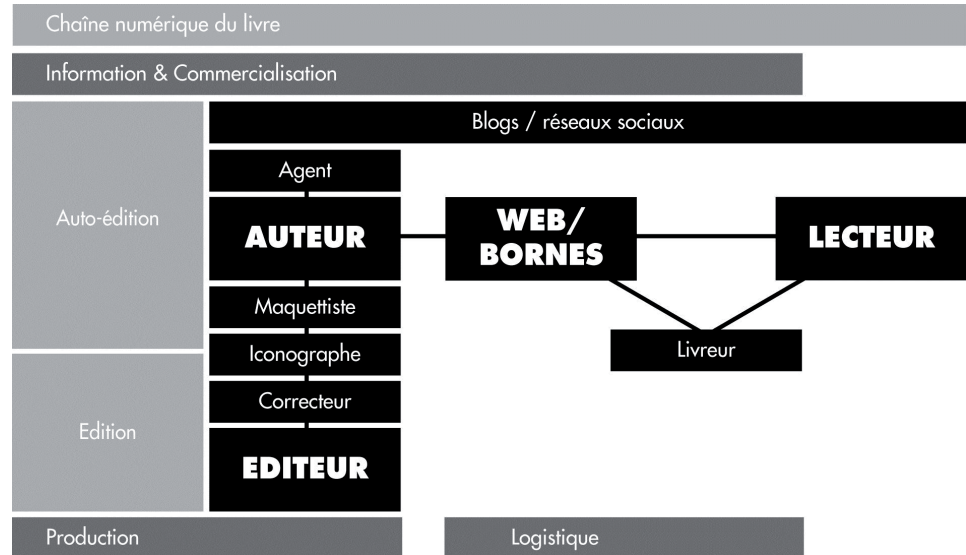 Chaîne numérique du livre
Information & Commercialisation
Blogs / réseaux sociaux
Auto-édition
Agent
AUTEUR
WEB/
BORNES
LECTEUR
Maquettiste
Iconographe
Livreur
Correcteur
Edition
EDITEUR
Production
Logistique